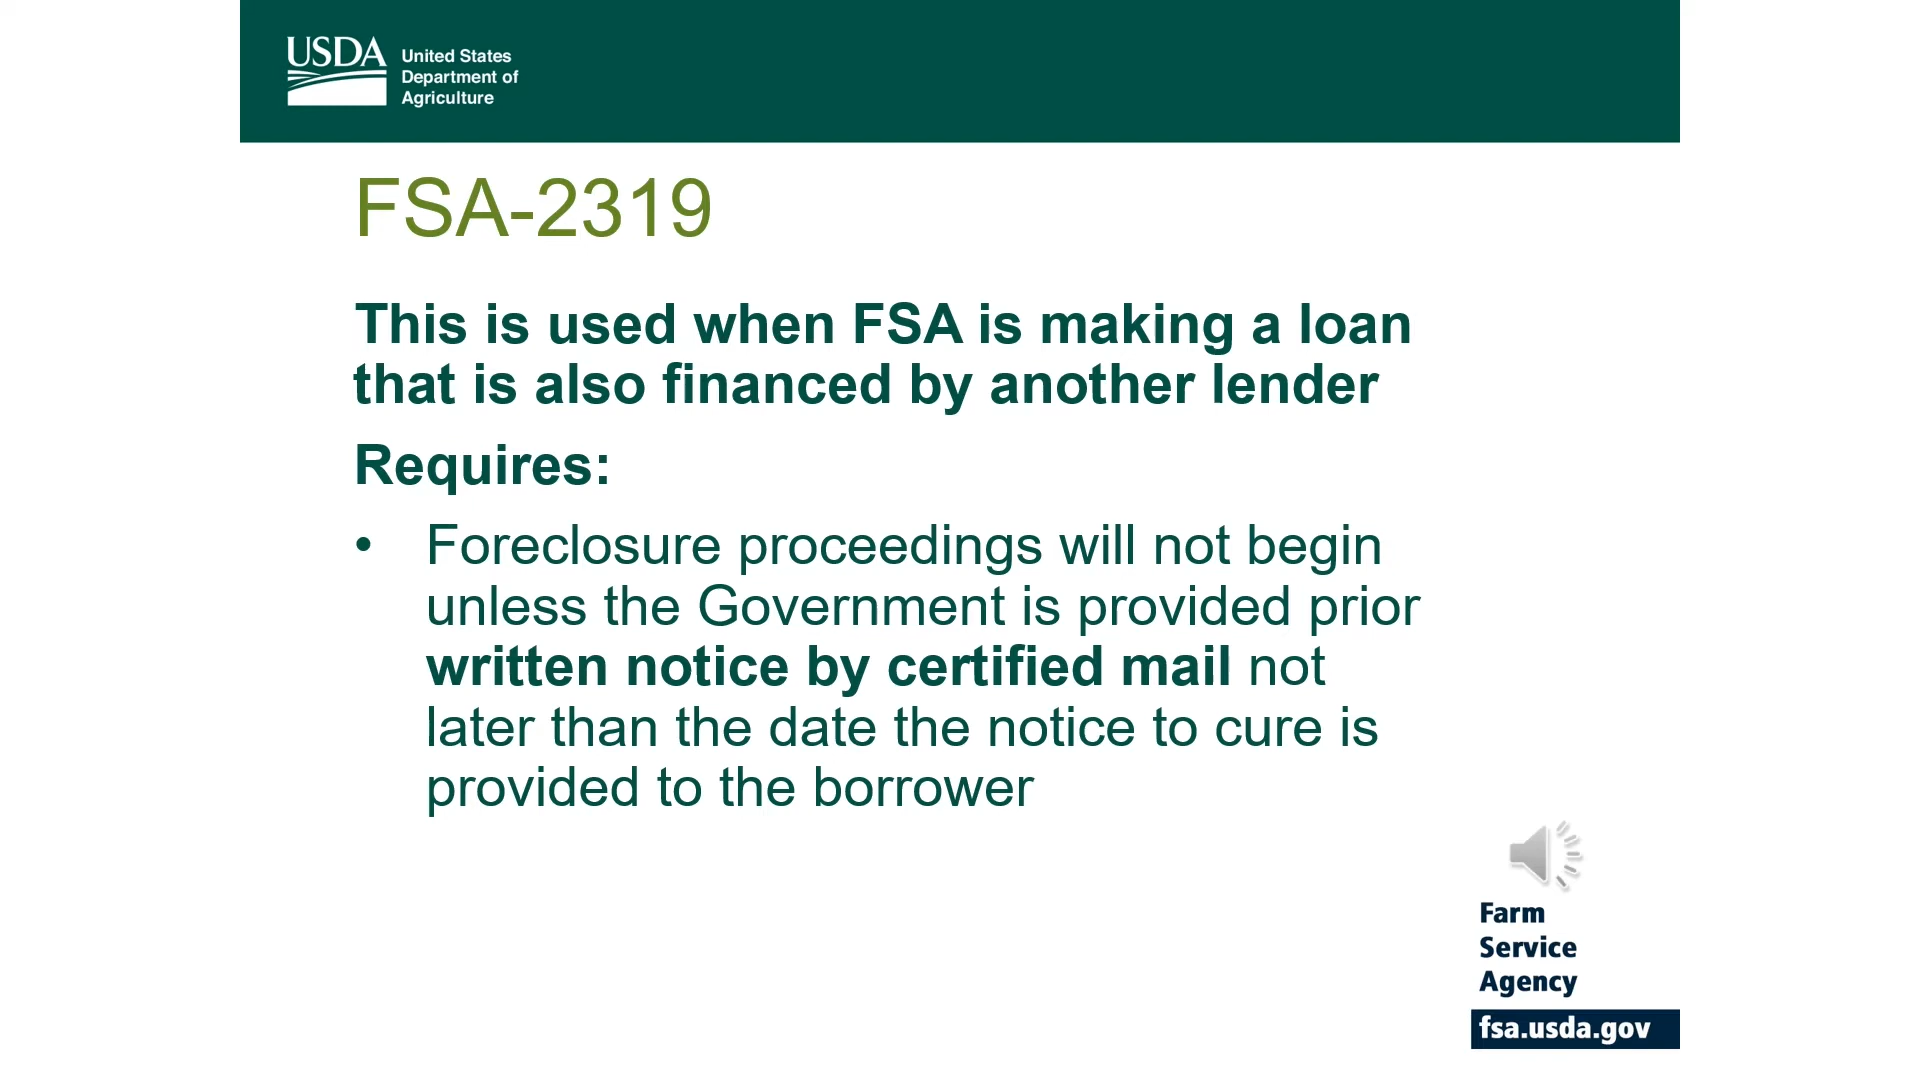 USDA
United States
Department of
Agriculture
FSA-2319
This is used when FSA is making a loan
that is also financed by another lender
Requires:
• Foreclosure proceedings will not begin
unless the Government is provided prior
written notice by certified mail not
later than the date the notice to cure is
provided to the borrower
Farm
Service
Agency
fsa.usda.gov